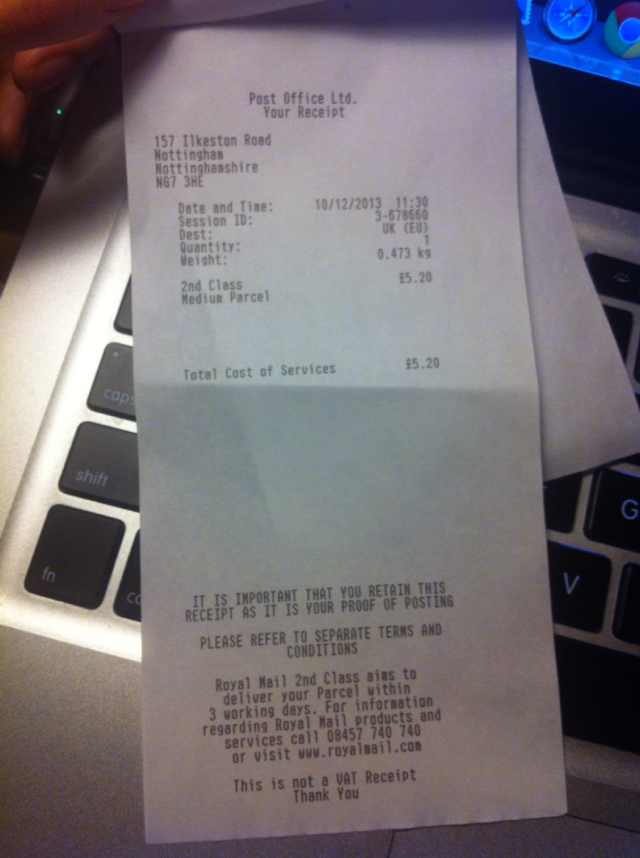 Post Office Ltd.
Your Receipt
157 Ilkeston Road
Nottingham
Nottinghamshire
NG7 3HE
Date and Time: 10/12/2013 11:30
Session ID: 3-678660
Dest: UK (EU)
Quantity: 1
Weight: 0.473 kg
2nd Class £5.20
Medium Parcel
Total Cost of Services £5.20
IT IS IMPORTANT THAT YOU RETAIN THIS
RECEIPT AS IT IS YOUR PROOF OF POSTING
PLEASE REFER TO SEPARATE TERMS AND
CONDITIONS
Royal Mail 2nd Class aims to
deliver your Parcel within
3 working days. For information
regarding Royal Mail products and
services call 08457 740 740
or visit www.royalmail.com
This is not a VAT Receipt
Thank You
caps
shift
fn
G
V